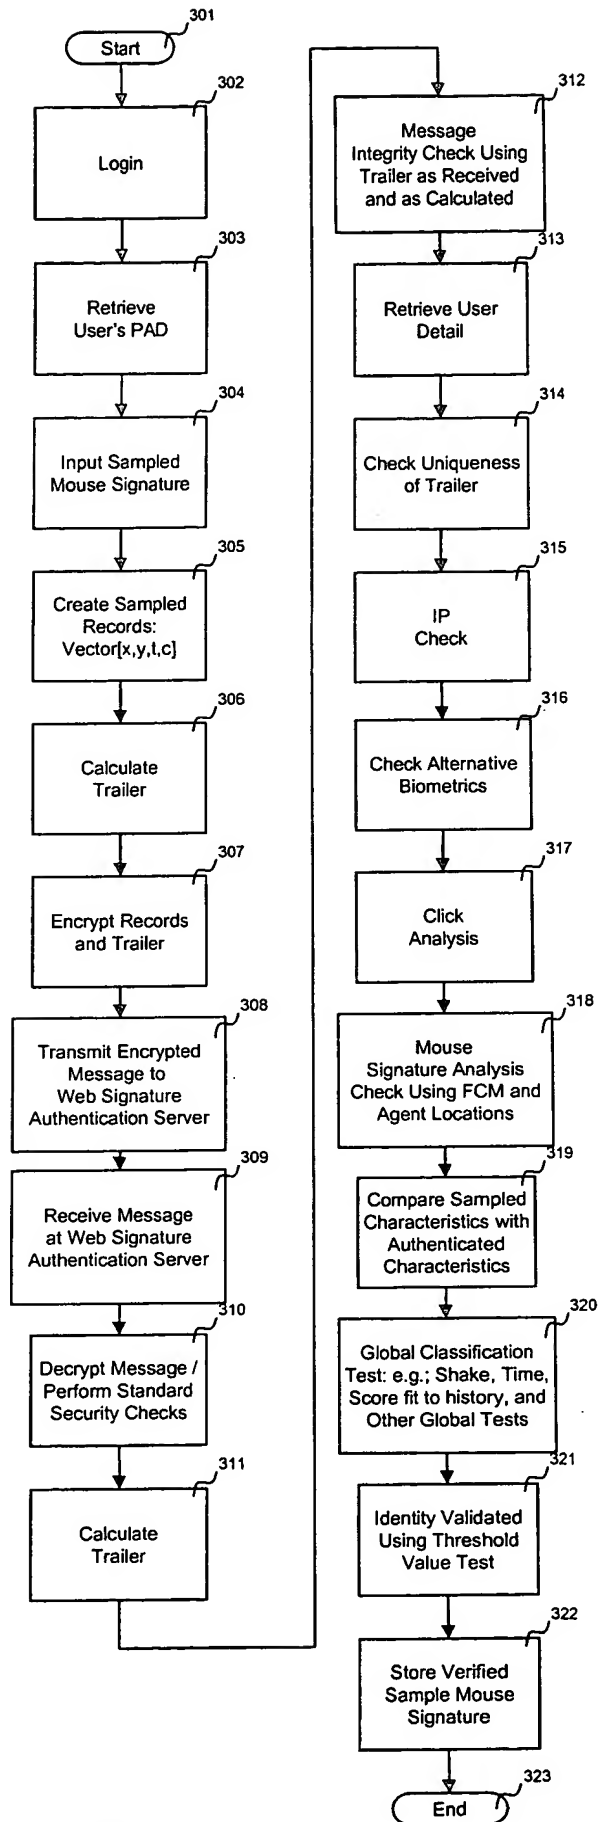 301
Start
302
Login
303
Retrieve
User's PAD
304
Input Sampled
Mouse Signature
305
Create Sampled
Records:
Vector[x,y,t,c]
306
Calculate
Trailer
307
Encrypt Records
and Trailer
308
Transmit Encrypted
Message to
Web Signature
Authentication Server
309
Receive Message
at Web Signature
Authentication Server
310
Decrypt Message /
Perform Standard
Security Checks
311
Calculate
Trailer
312
Message
Integrity Check Using
Trailer as Received
and as Calculated
313
Retrieve User
Detail
314
Check Uniqueness
of Trailer
315
IP
Check
316
Check Alternative
Biometrics
317
Click
Analysis
318
Mouse
Signature Analysis
Check Using FCM and
Agent Locations
319
Compare Sampled
Characteristics with
Authenticated
Characteristics
320
Global Classification
Test: e.g.; Shake, Time,
Score fit to history, and
Other Global Tests
321
Identity Validated
Using Threshold
Value Test
322
Store Verified
Sample Mouse
Signature
323
End